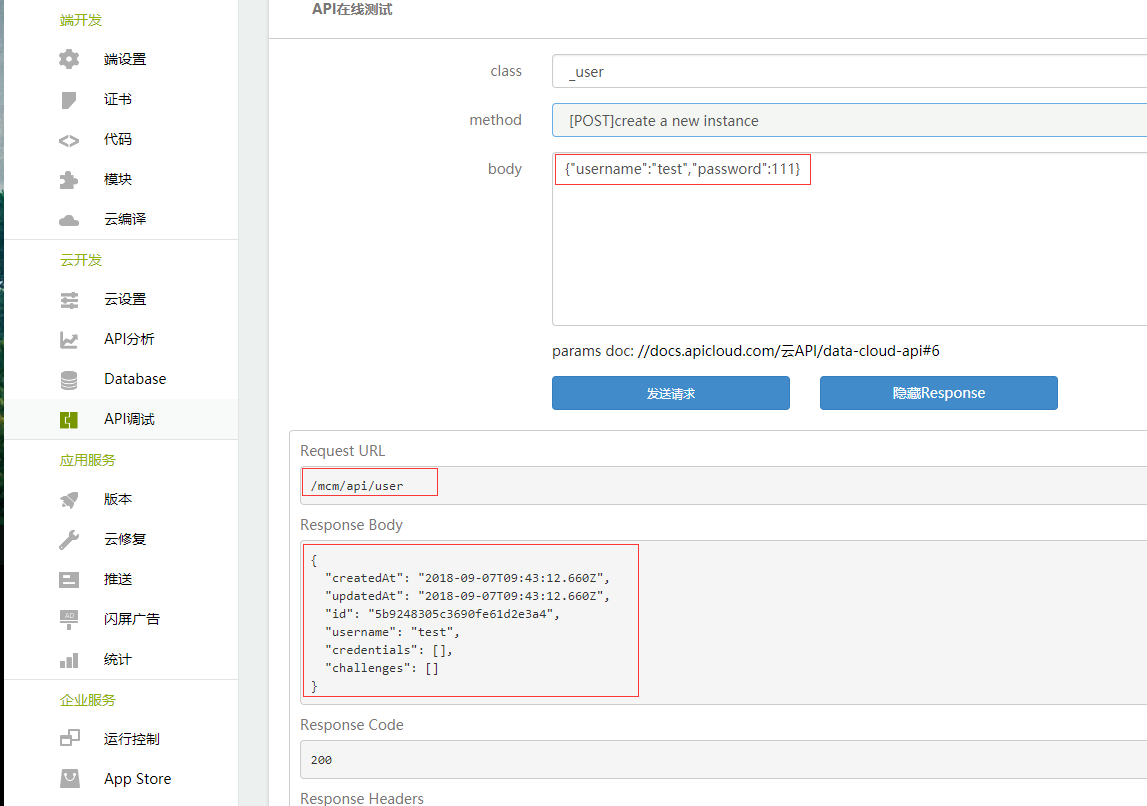 端开发
端设置
证书
代码
模块
云编译
云开发
云设置
API分析
Database
API调试
应用服务
版本
云修复
推送
AD
闪屏广告
统计
企业服务
运行控制
App Store
API在线测试
class
_user
method
[POST]create a new instance
body
{"username":"test","password":111}
params doc: //docs.apicloud.com/云API/data-cloud-api#6
发送请求
隐藏Response
Request URL
/mcm/api/user
Response Body
{
"createdAt": "2018-09-07T09:43:12.660Z",
"updatedAt": "2018-09-07T09:43:12.660Z",
"id": "5b9248305c3690fe61d2e3a4",
"username": "test",
"credentials": [],
"challenges": []
}
Response Code
200
Response Headers